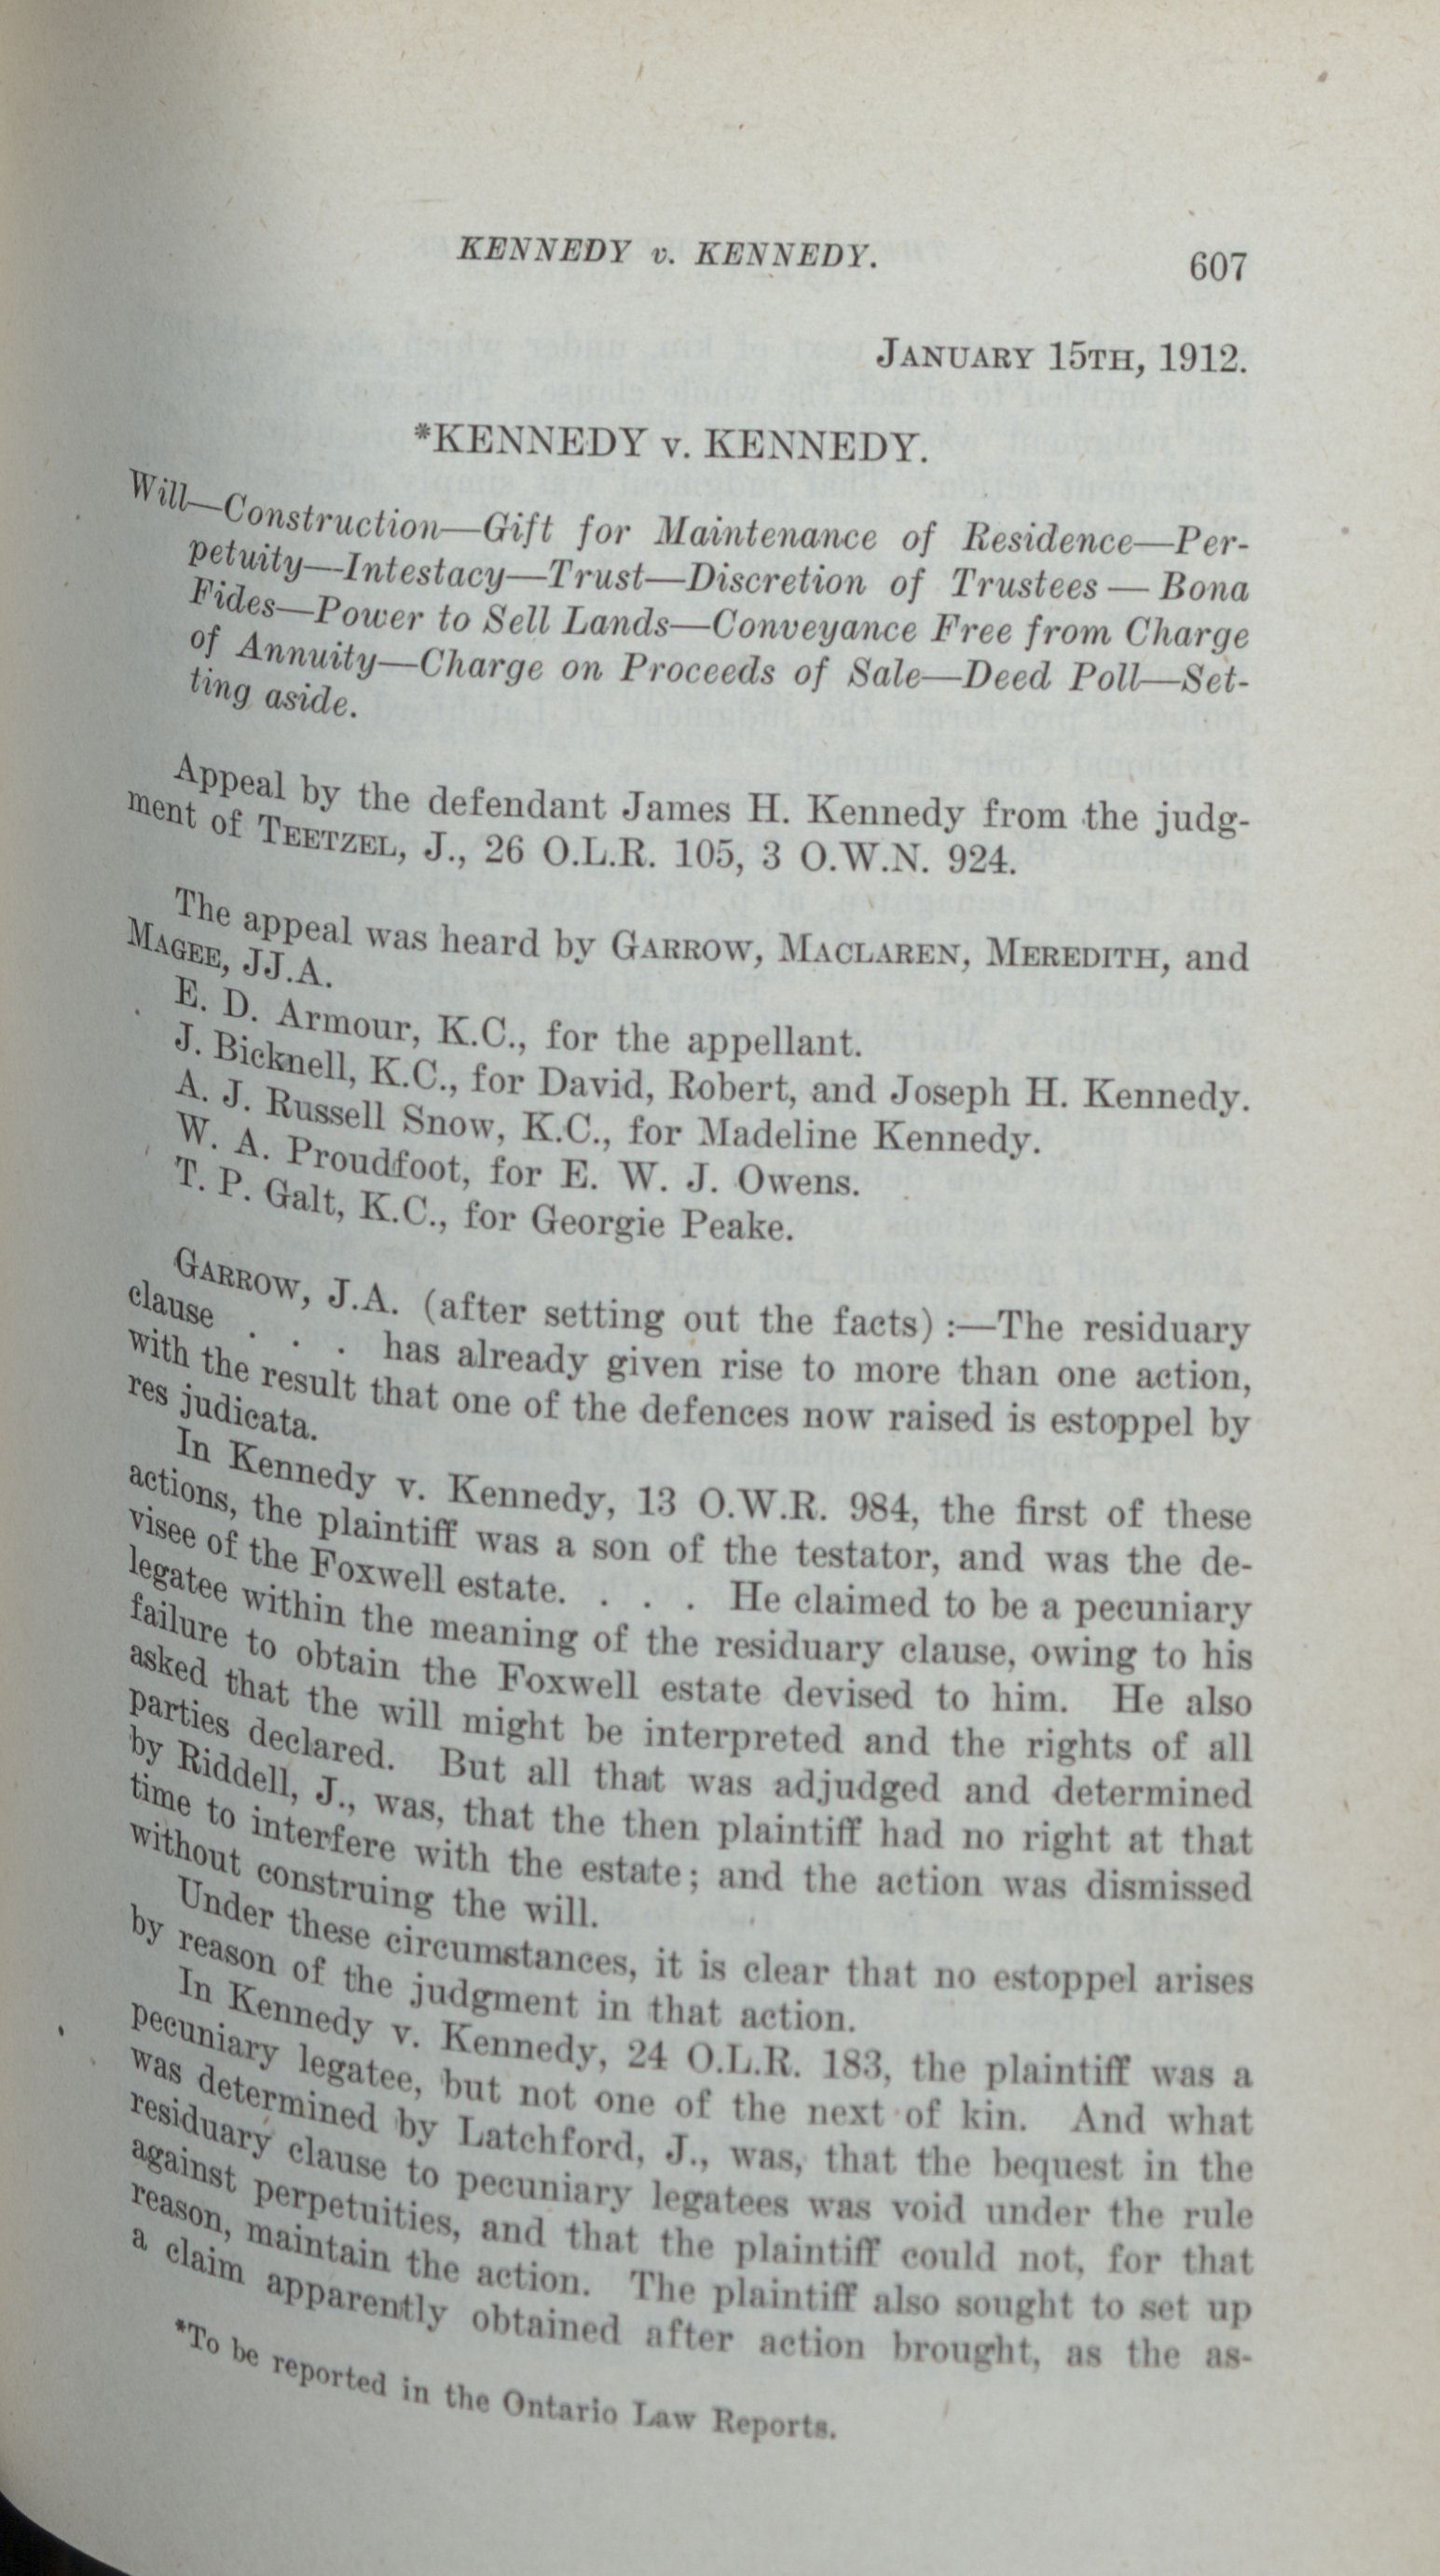 KENNEDY v. KENNEDY.
607
JANUARY 15TH, 1912.
*KENNEDY v. KENNEDY.
Will—Construction—Gift for Maintenance of Residence—Per-
petuity—Intestacy—Trust—Discretion of Trustees — Bona
Fides—Power to Sell Lands—Conveyance Free from Charge
of Annuity—Charge on Proceeds of Sale—Deed Poll—Set-
ting aside.
Appeal by the defendant James H. Kennedy from the judg-
ment of TEETZEL, J., 26 O.L.R. 105, 3 O.W.N. 924.
The appeal was heard by GARROW, MACLAREN, MEREDITH, and
MAGEE, JJ.A.
E. D. Armour, K.C., for the appellant.
J. Bicknell, K.C., for David, Robert, and Joseph H. Kennedy.
A. J. Russell Snow, K.C., for Madeline Kennedy.
W. A. Proudfoot, for E. W. J. Owens.
T. P. Galt, K.C., for Georgie Peake.
GARROW, J.A. (after setting out the facts) :—The residuary
clause . . . has already given rise to more than one action,
with the result that one of the defences now raised is estoppel by
res judicata.
In Kennedy v. Kennedy, 13 O.W.R. 984, the first of these
actions, the plaintiff was a son of the testator, and was the de-
visee of the Foxwell estate. . . . He claimed to be a pecuniary
legatee within the meaning of the residuary clause, owing to his
failure to obtain the Foxwell estate devised to him. He also
asked that the will might be interpreted and the rights of all
parties declared. But all that was adjudged and determined
by Riddell, J., was, that the then plaintiff had no right at that
time to interfere with the estate; and the action was dismissed
without construing the will.
Under these circumstances, it is clear that no estoppel arises
by reason of the judgment in that action.
In Kennedy v. Kennedy, 24 O.L.R. 183, the plaintiff was a
pecuniary legatee, but not one of the next of kin. And what
was determined by Latchford, J., was, that the bequest in the
residuary clause to pecuniary legatees was void under the rule
against perpetuities, and that the plaintiff could not, for that
reason, maintain the action. The plaintiff also sought to set up
a claim apparently obtained after action brought, as the as-
*To be reported in the Ontario Law Reports.